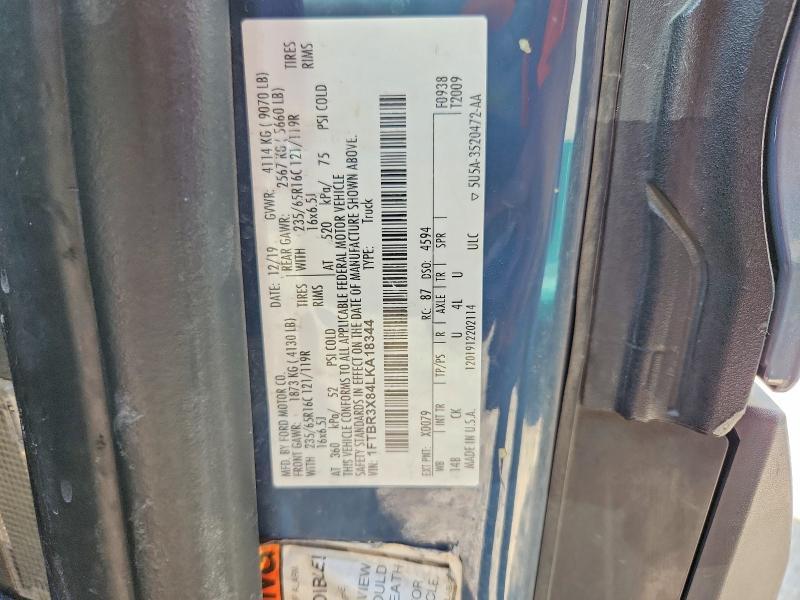 MFD. BY FORD MOTOR CO.
DATE: 12/19 GVWR: 4114 KG ( 9070 LB)
FRONT GAWR: 1873 KG ( 4130 LB) REAR GAWR: 2567 KG ( 5660 LB)
WITH 235/65R16C 121/119R TIRES WITH 235/65R16C 121/119R TIRES
16x6.5J RIMS 16x6.5J RIMS
AT 360 kPa/ 52 PSI COLD AT 520 kPa/ 75 PSI COLD
THIS VEHICLE CONFORMS TO ALL APPLICABLE FEDERAL MOTOR VEHICLE
SAFETY STANDARDS IN EFFECT ON THE DATE OF MANUFACTURE SHOWN ABOVE.
VIN: 1FTBR3X84LKA18344 TYPE: Truck
EXT PNT: X0079 RC: 87 DSO: 4594 F0938
WB INT TR TP/PS R AXLE TR SPR T2009
148 CK U 4L U
MADE IN U.S.A. 1201912202114 ULC ▽ 5U5A-3520472-AA
DIBLE!
VIEW
OULD
EATH